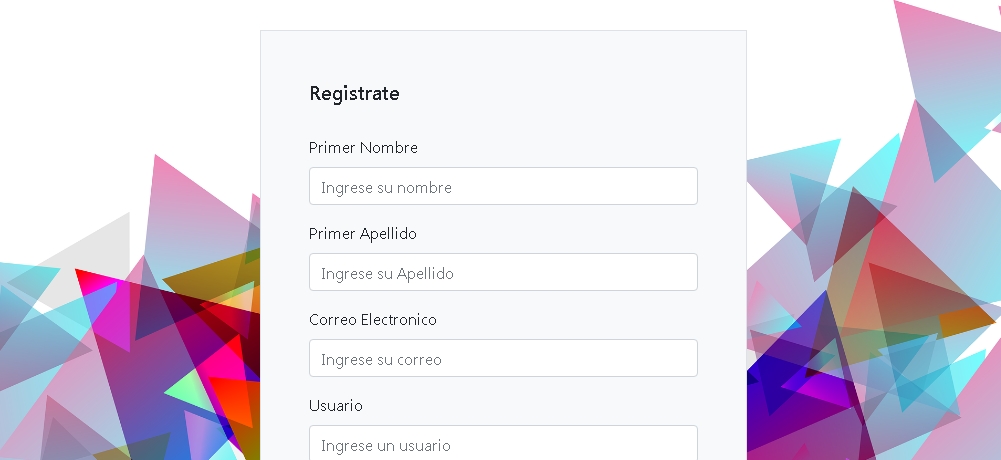 Registrate
Primer Nombre
Ingrese su nombre
Primer Apellido
Ingrese su Apellido
Correo Electronico
Ingrese su correo
Usuario
Ingrese un usuario